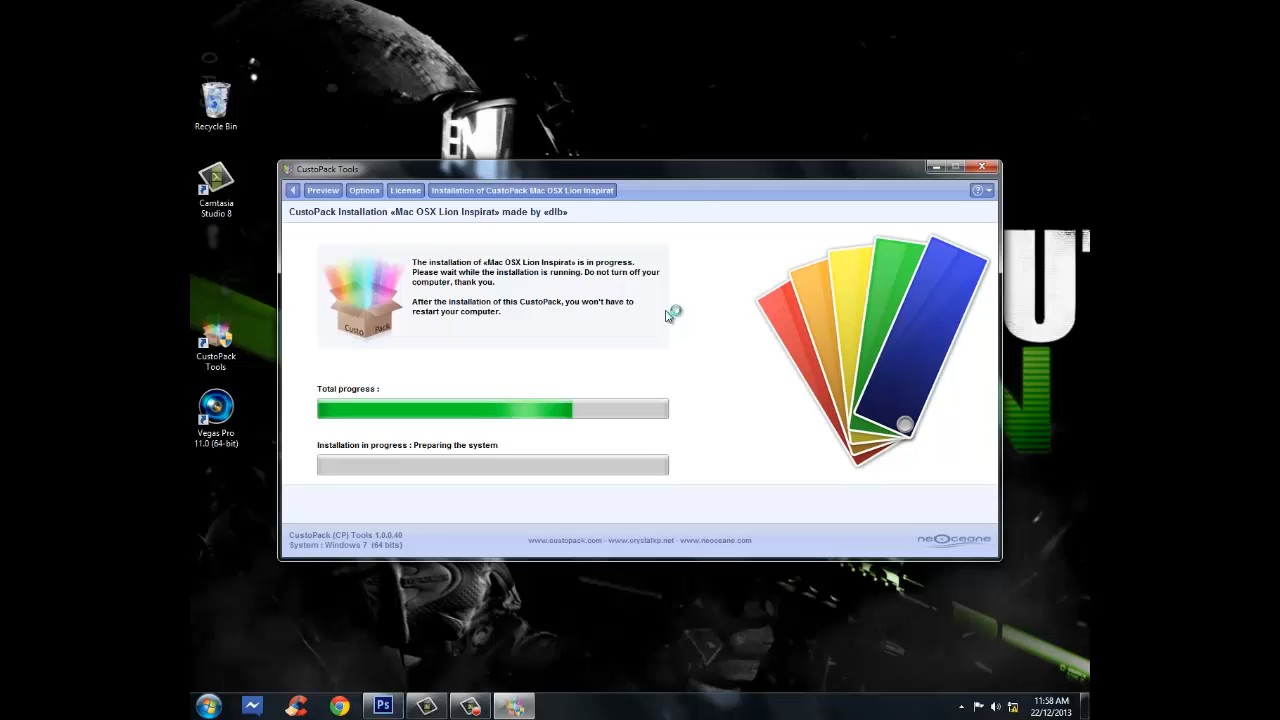 Recycle Bin
Camtasia
Studio 8
CustoPack
Tools
Vegas Pro
11.0 (64-bit)
CustoPack Tools
Preview
Options
License
Installation of CustoPack Mac OSX Lion Inspirat
CustoPack Installation «Mac OSX Lion Inspirat» made by «dlb»
Custo Pack
The installation of «Mac OSX Lion Inspirat» is in progress.
Please wait while the installation is running. Do not turn off your
computer, thank you.
After the installation of this CustoPack, you won't have to
restart your computer.
Total progress :
Installation in progress : Preparing the system
CustoPack (CP) Tools 1.0.0.40
System : Windows 7 (64 bits)
www.custopack.com - www.crystalxp.net - www.neoceane.com
neOceane
Ps
11:58 AM
22/12/2013